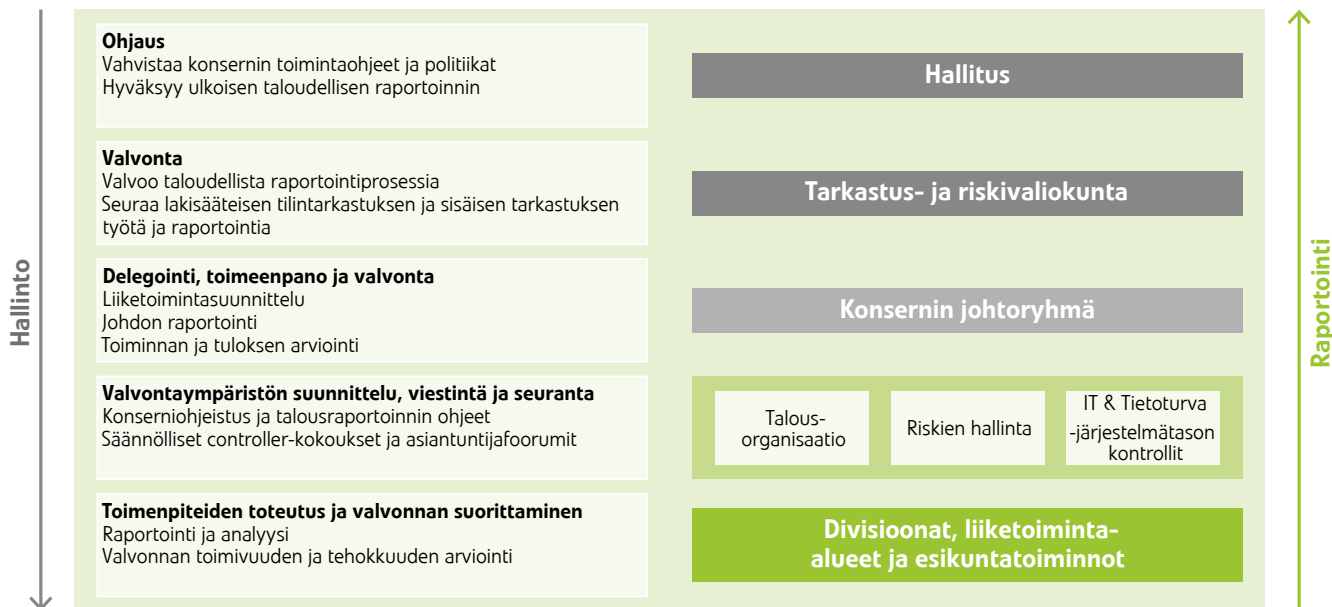 Hallinto
Ohjaus
Vahvistaa konsernin toimintaohjeet ja politiikat
Hyväksyy ulkoisen taloudellisen raportoinnin
Hallitus
Valvonta
Valvoo taloudellista raportointiprosessia
Seuraa lakisääteisen tilintarkastuksen ja sisäisen tarkastuksen
työtä ja raportointia
Tarkastus- ja riskivaliokunta
Delegointi, toimeenpano ja valvonta
Liiketoimintasuunnittelu
Johdon raportointi
Toiminnan ja tuloksen arviointi
Konsernin johtoryhmä
Valvontaympäristön suunnittelu, viestintä ja seuranta
Konserniohjeistus ja talousraportoinnin ohjeet
Säännölliset controller-kokoukset ja asiantuntijafoorumit
Talous-
organisaatio
Riskien hallinta
IT & Tietoturva
-järjestelmätason
kontrollit
Toimenpiteiden toteutus ja valvonnan suorittaminen
Raportointi ja analyysi
Valvonnan toimivuuden ja tehokkuuden arviointi
Divisioonat, liiketoiminta-
alueet ja esikuntatoiminnot
Raportointi